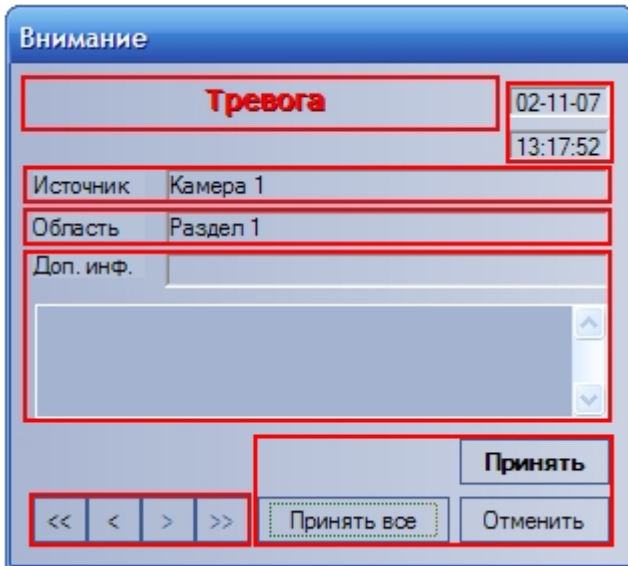 Внимание
Тревога 02-11-07
13:17:52
Источник Камера 1
Область Раздел 1
Доп. инф.
Принять
<< < > >> Принять все Отменить